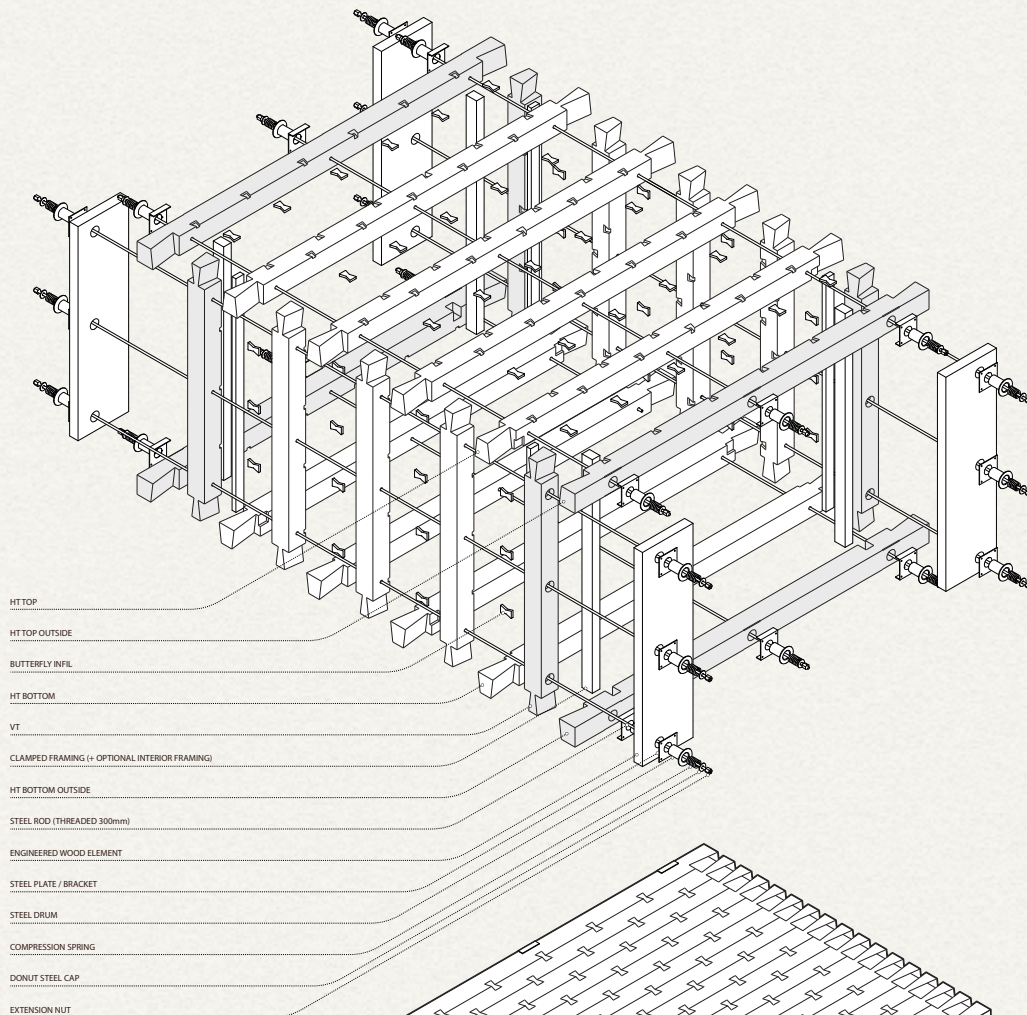 HT TOP
HT TOP OUTSIDE
BUTTERFLY INFIL
HT BOTTOM
VT
CLAMPED FRAMING (+ OPTIONAL INTERIOR FRAMING)
HT BOTTOM OUTSIDE
STEEL ROD (THREADED 300mm)
ENGINEERED WOOD ELEMENT
STEEL PLATE / BRACKET
STEEL DRUM
COMPRESSION SPRING
DONUT STEEL CAP
EXTENSION NUT